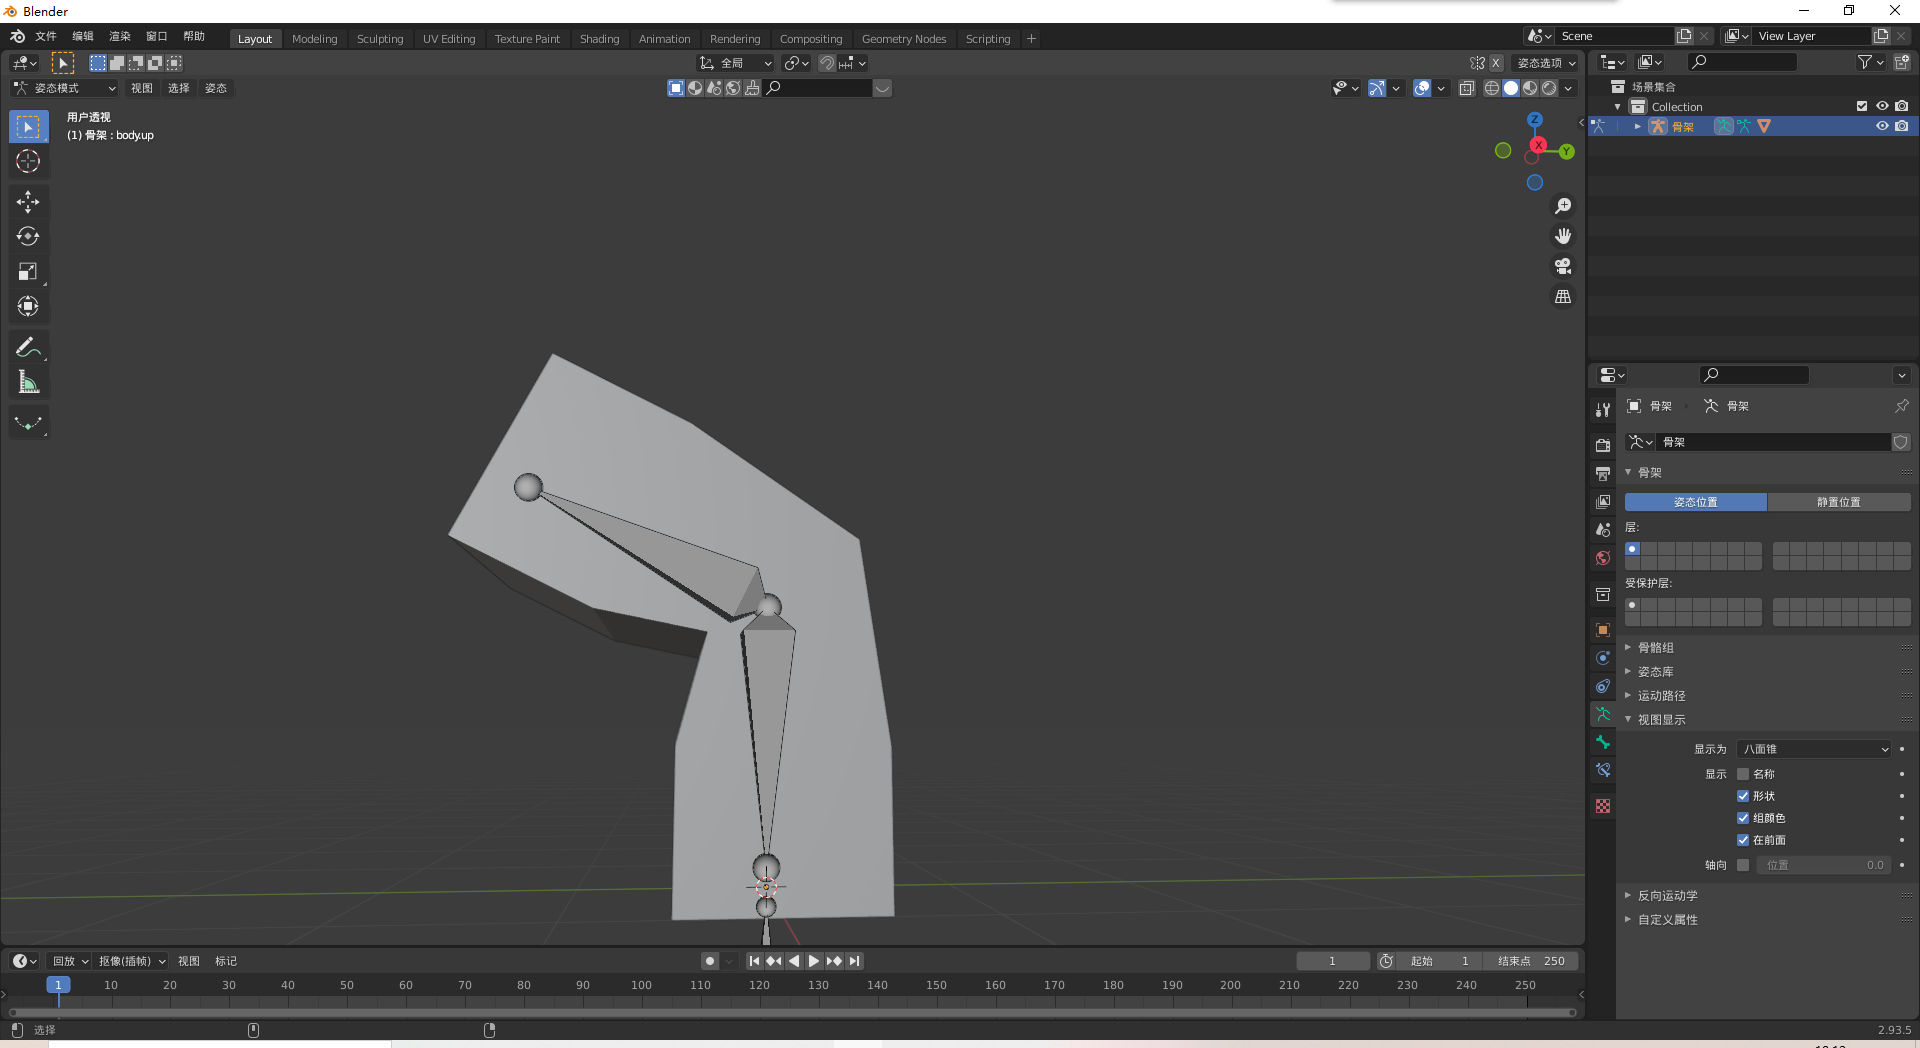 Blender
文件 编辑 渲染 窗口 帮助 Layout Modeling Sculpting UV Editing Texture Paint Shading Animation Rendering Compositing Geometry Nodes Scripting + Scene View Layer
全局 X 姿态选项
姿态模式 视图 选择 姿态
用户透视
(1) 骨架 : body.up
Z
X
Y
场景集合
Collection
骨架
骨架 骨架
骨架
骨架
姿态位置 静置位置
层:
受保护层:
骨骼组
姿态库
运动路径
视图显示
显示为 八面锥
显示 名称
形状
组颜色
在前面
轴向 位置 0.0
反向运动学
自定义属性
回放 抠像(插帧) 视图 标记 1 起始 1 结束点 250
1 10 20 30 40 50 60 70 80 90 100 110 120 130 140 150 160 170 180 190 200 210 220 230 240 250
选择 2.93.5